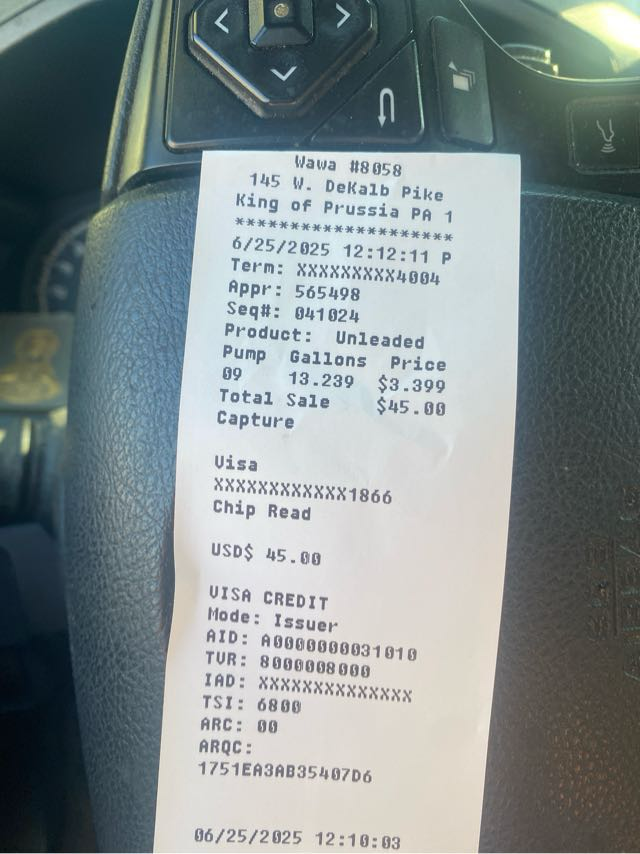 Wawa #8058
145 W. DeKalb Pike
King of Prussia PA 1
*******************
6/25/2025 12:12:11 P
Term: XXXXXXXXX4004
Appr: 565498
Seq#: 041024
Product: Unleaded
Pump Gallons Price
09 13.239 $3.399
Total Sale $45.00
Capture
Visa
XXXXXXXXXXXX1866
Chip Read
USD$ 45.00
VISA CREDIT
Mode: Issuer
AID: A0000000031010
TVR: 8000008000
IAD: XXXXXXXXXXXXXX
TSI: 6800
ARC: 00
ARQC:
1751EA3AB35407D6
06/25/2025 12:10:03